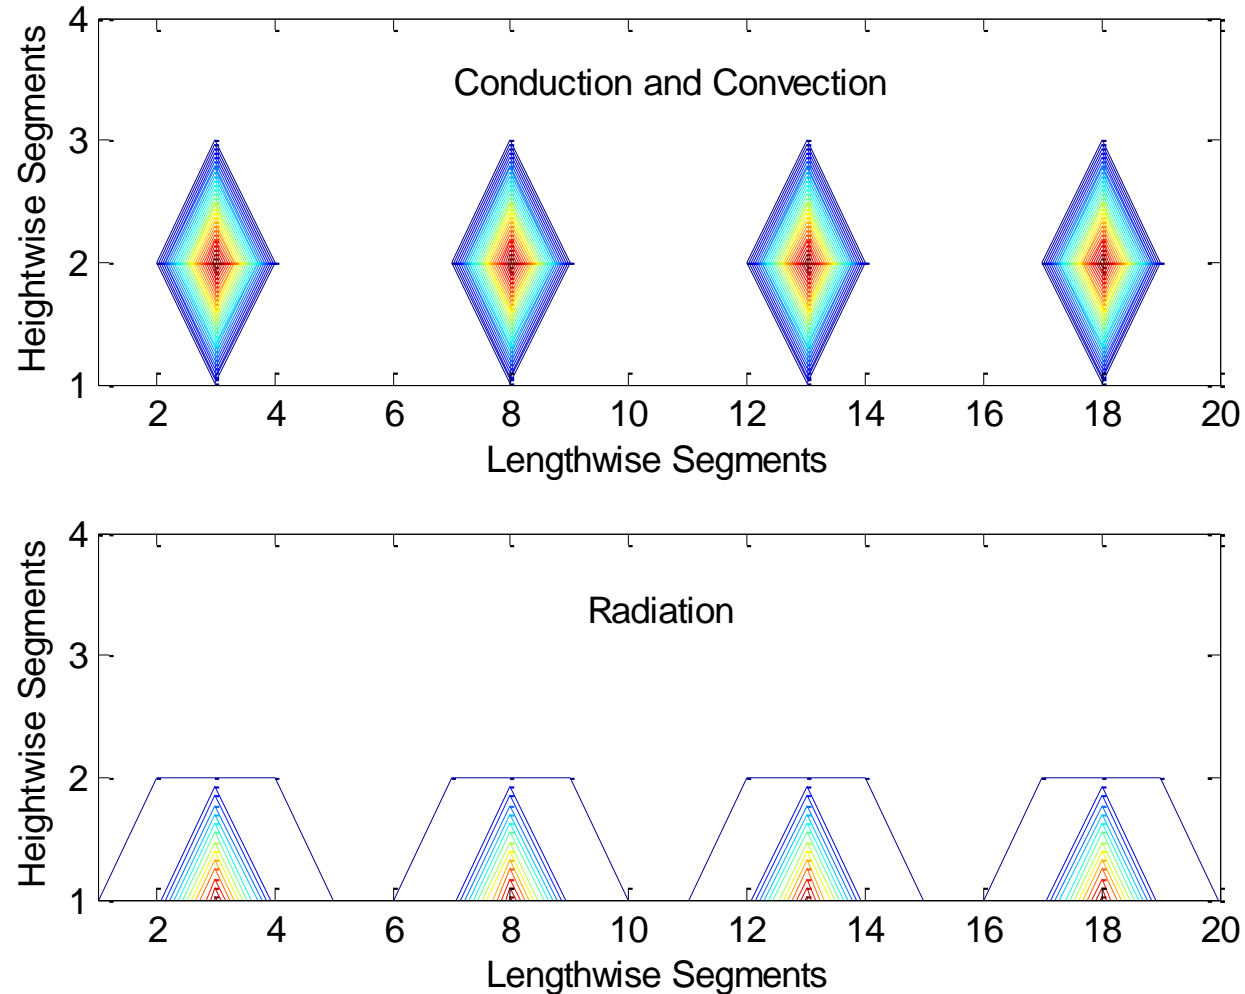 Conduction and Convection
Heightwise Segments
4
3
2
1
2 4 6 8 10 12 14 16 18 20
Lengthwise Segments
Radiation
Heightwise Segments
4
3
2
1
2 4 6 8 10 12 14 16 18 20
Lengthwise Segments